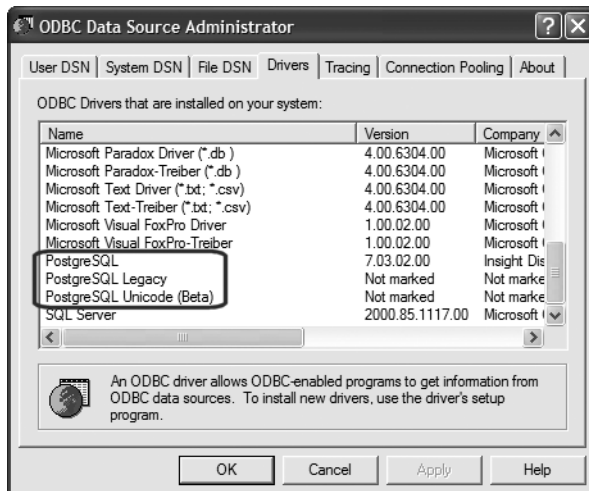 ODBC Data Source Administrator
User DSN System DSN File DSN Drivers Tracing Connection Pooling About
ODBC Drivers that are installed on your system:
Name Version Company
Microsoft Paradox Driver (*.db ) 4.00.6304.00 Microsoft
Microsoft Paradox-Treiber (*.db ) 4.00.6304.00 Microsoft
Microsoft Text Driver (*.txt; *.csv) 4.00.6304.00 Microsoft
Microsoft Text-Treiber (*.txt; *.csv) 4.00.6304.00 Microsoft
Microsoft Visual FoxPro Driver 1.00.02.00 Microsoft
Microsoft Visual FoxPro-Treiber 1.00.02.00 Microsoft
PostgreSQL 7.03.02.00 Insight Dis
PostgreSQL Legacy Not marked Not marke
PostgreSQL Unicode (Beta) Not marked Not marke
SQL Server 2000.85.1117.00 Microsoft
An ODBC driver allows ODBC-enabled programs to get information from
ODBC data sources. To install new drivers, use the driver's setup
program.
OK Cancel Apply Help